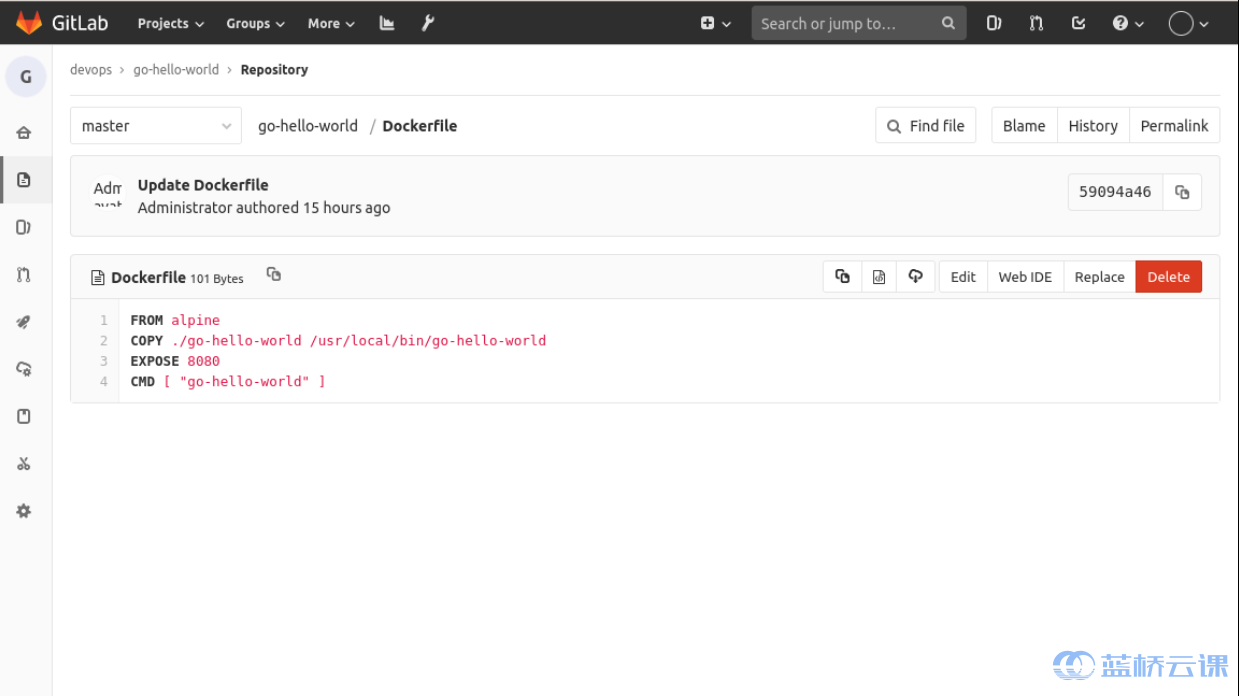 GitLab Projects Groups More Search or jump to…
G devops › go-hello-world › Repository
master go-hello-world / Dockerfile Find file Blame History Permalink
Update Dockerfile
Administrator authored 15 hours ago
59094a46
Dockerfile 101 Bytes Edit Web IDE Replace Delete
1 FROM alpine
2 COPY ./go-hello-world /usr/local/bin/go-hello-world
3 EXPOSE 8080
4 CMD [ "go-hello-world" ]
蓝桥云课